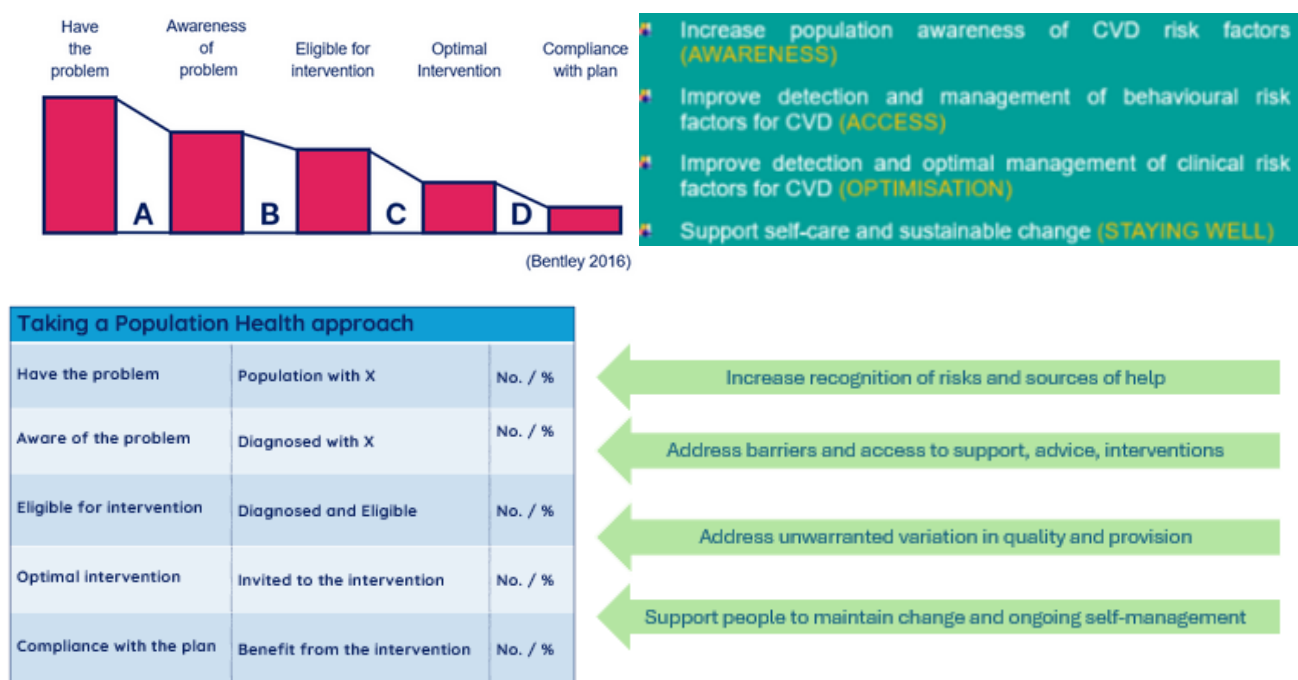 Have
the
problem
Awareness
of
problem
Eligible for
intervention
Optimal
Intervention
Compliance
with plan
A
B
C
D
(Bentley 2016)
Increase population awareness of CVD risk factors
(AWARENESS)
Improve detection and management of behavioural risk
factors for CVD (ACCESS)
Improve detection and optimal management of clinical risk
factors for CVD (OPTIMISATION)
Support self-care and sustainable change (STAYING WELL)
Taking a Population Health approach
Have the problem Population with X No. / %
Aware of the problem Diagnosed with X No. / %
Eligible for intervention Diagnosed and Eligible No. / %
Optimal intervention Invited to the intervention No. / %
Compliance with the plan Benefit from the intervention No. / %
Increase recognition of risks and sources of help
Address barriers and access to support, advice, interventions
Address unwarranted variation in quality and provision
Support people to maintain change and ongoing self-management